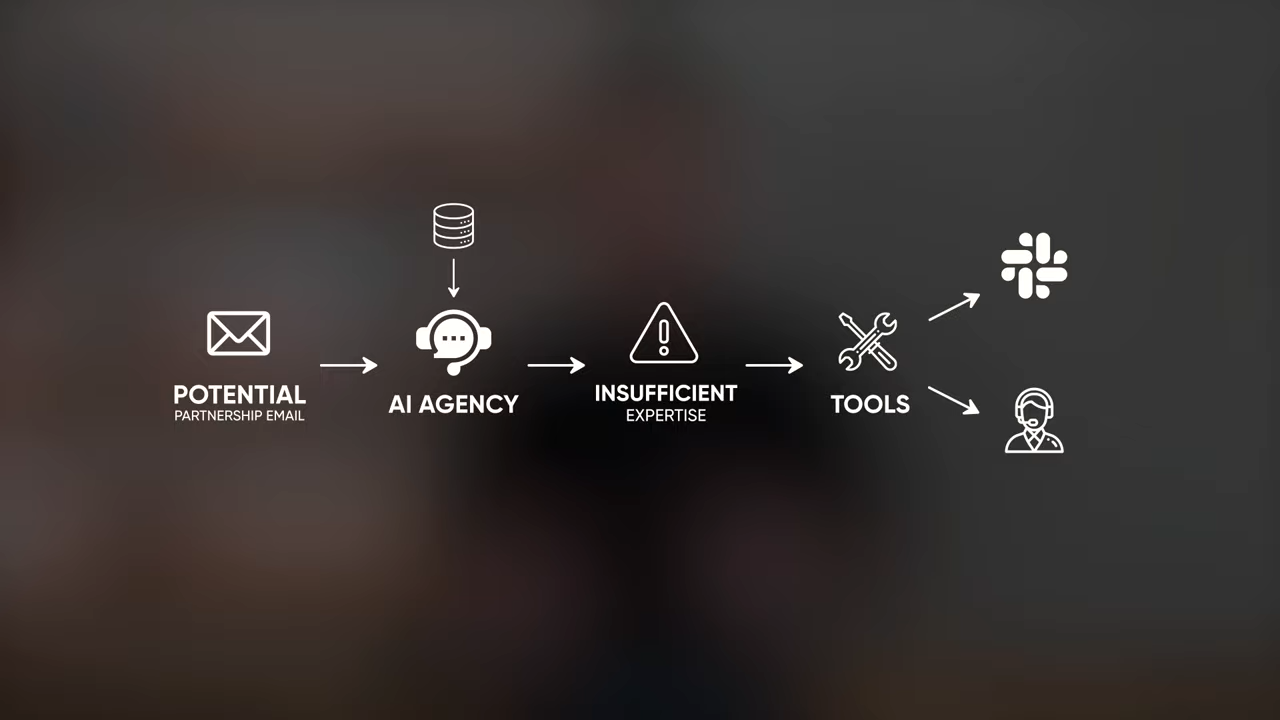 POTENTIAL
PARTNERSHIP EMAIL
AI AGENCY
INSUFFICIENT
EXPERTISE
TOOLS